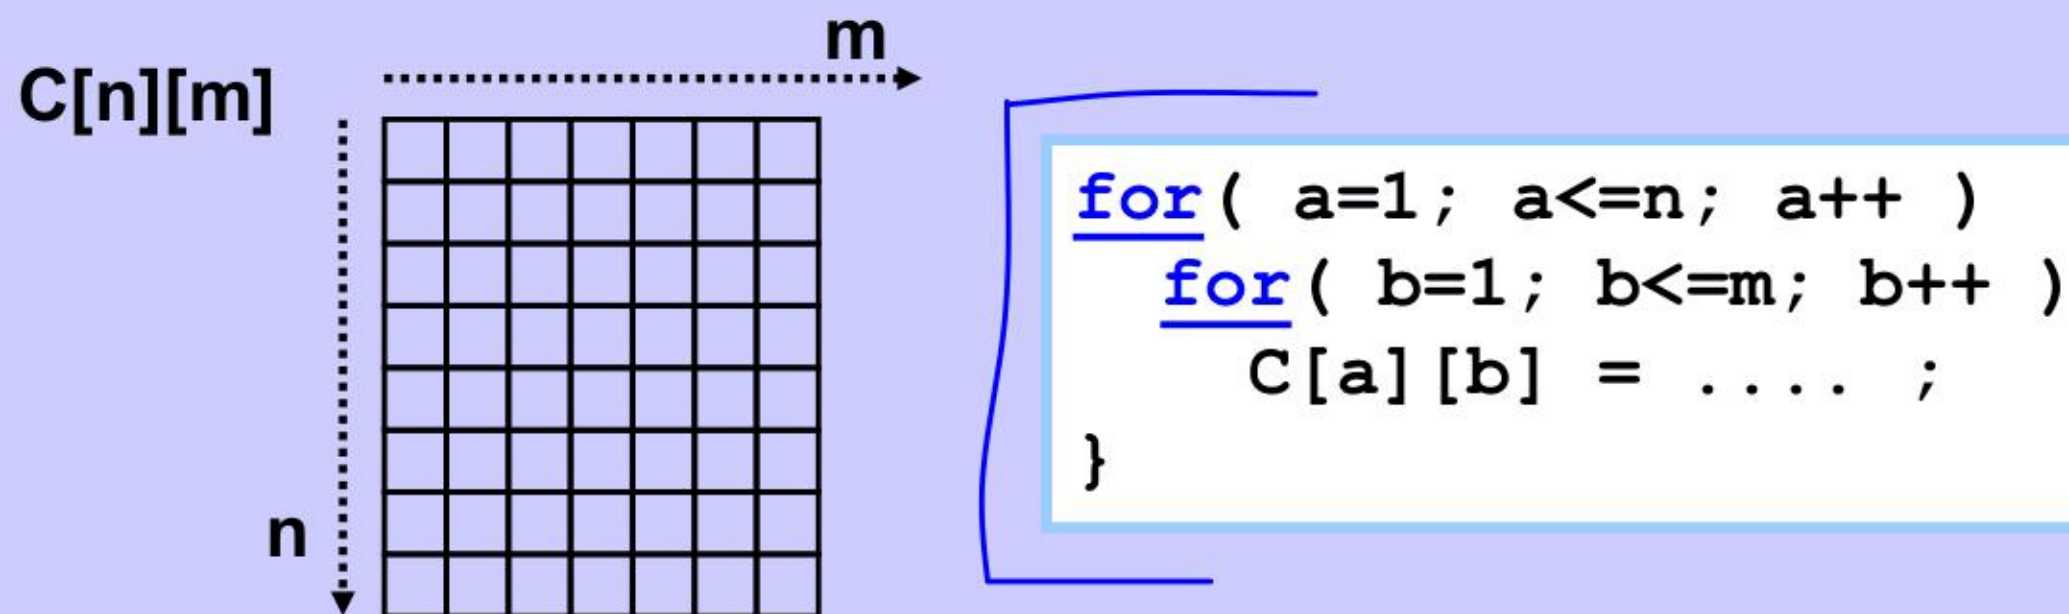 m
C[n][m]
n
for( a=1; a<=n; a++ )
for( b=1; b<=m; b++ )
C[a][b] = .... ;
}